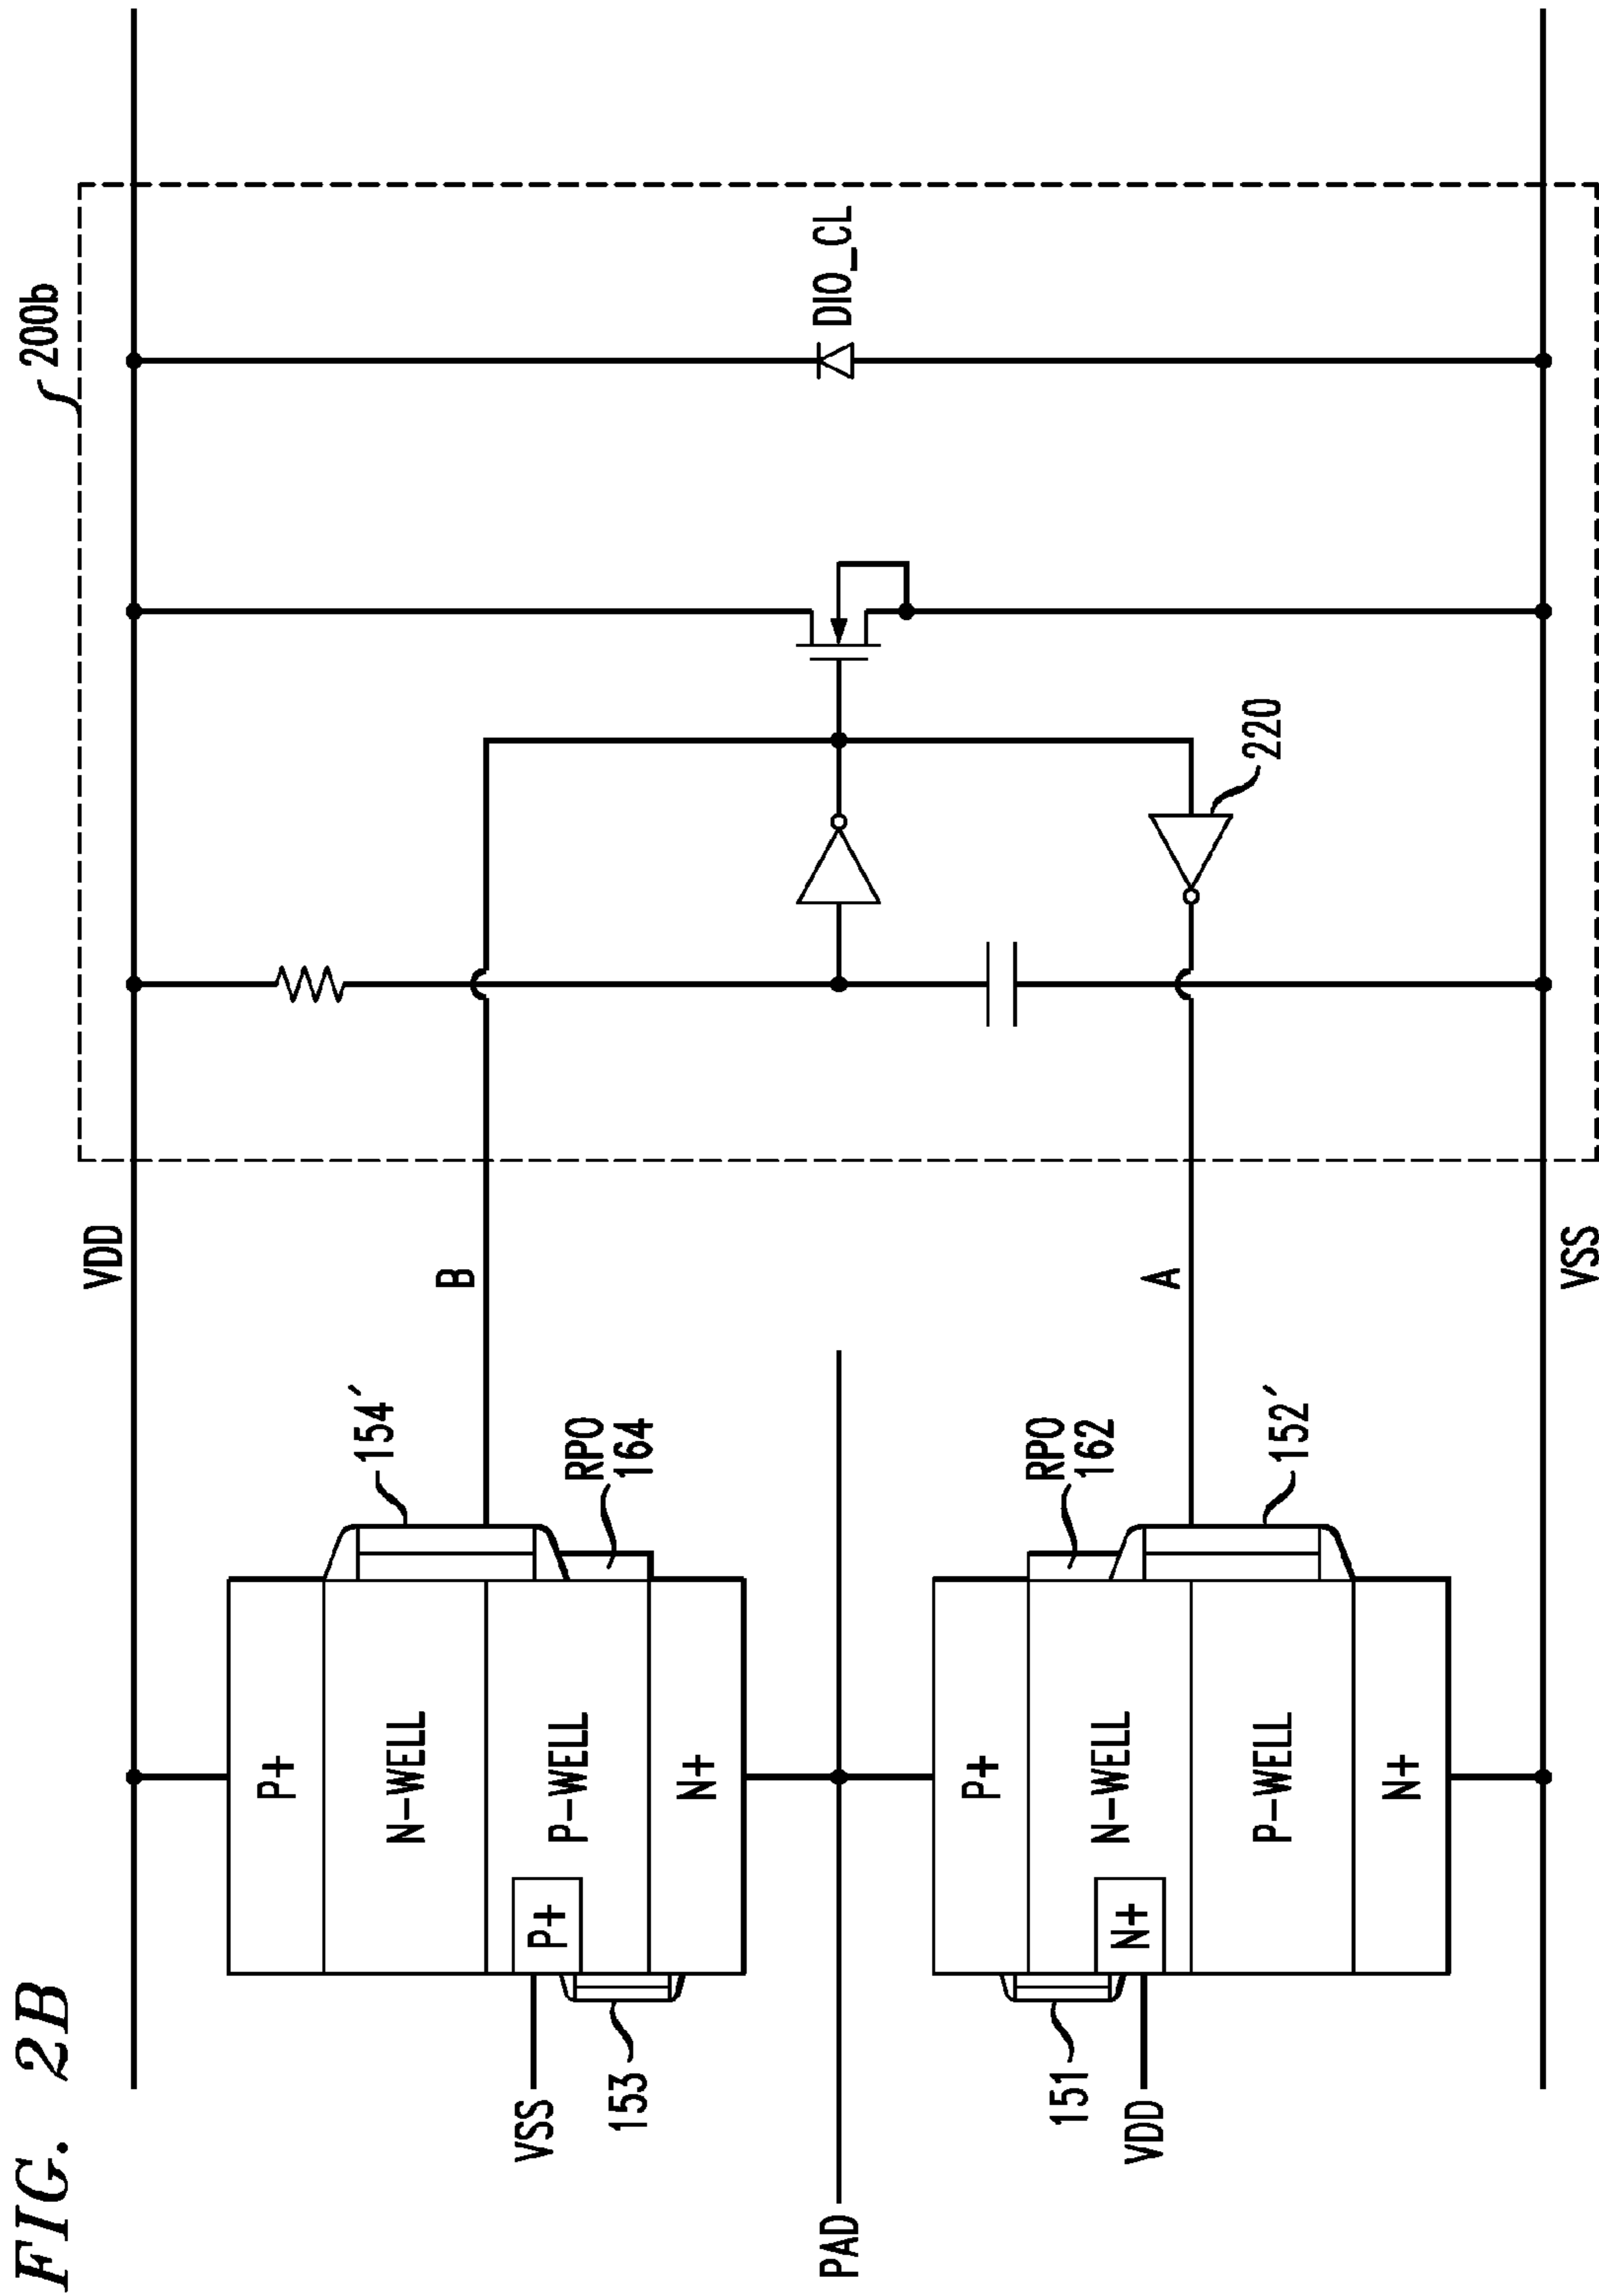 FIG. 2B
200b
VDD
B
154′
P+
N-WELL
P-WELL
N+
P+
VSS
153
RPO
164
PAD
DIO_CL
220
A
RPO
162
152′
P+
N-WELL
P-WELL
N+
N+
151
VDD
VSS